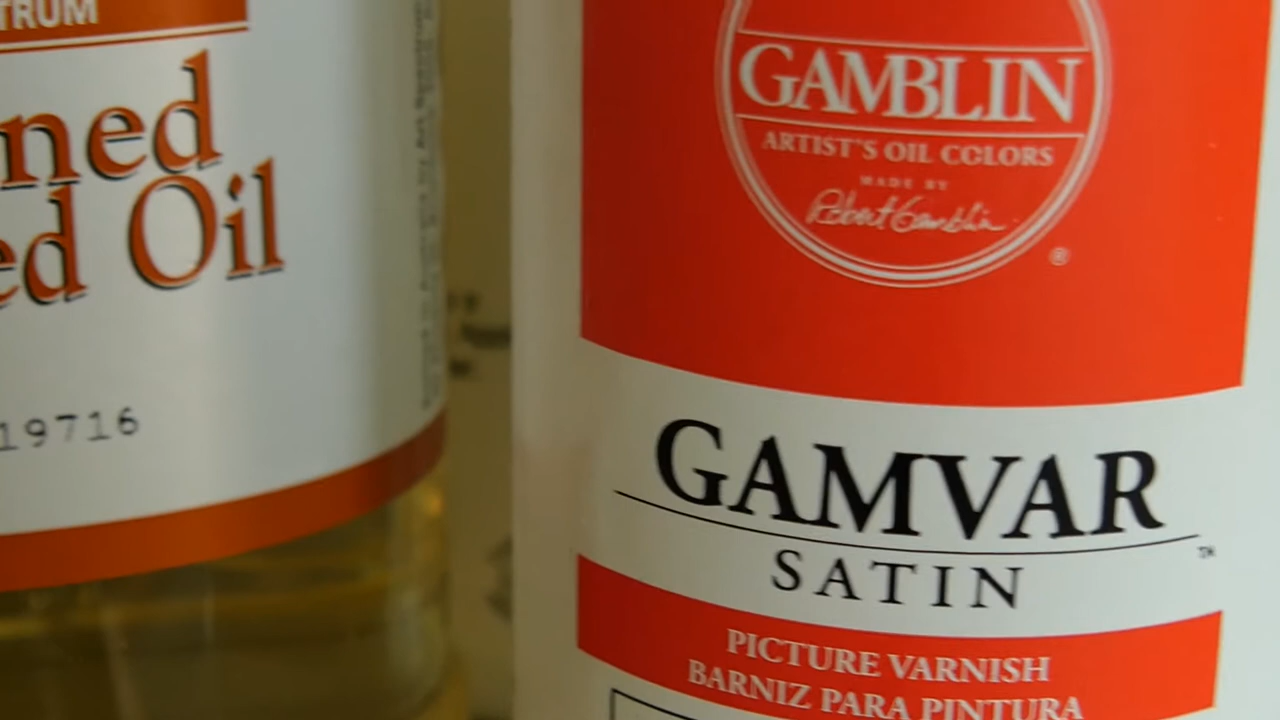 TRUM
ned
ed Oil
19716
GAMBLIN
ARTIST'S OIL COLORS
MADE BY
Robert Gamblin
®
GAMVAR
™
SATIN
PICTURE VARNISH
BARNIZ PARA PINTURA